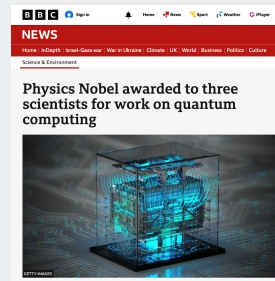 BBC Sign in Home News Sport Weather iPlayer
NEWS
Home InDepth Israel-Gaza war War in Ukraine Climate UK World Business Politics Culture
Science & Environment
Physics Nobel awarded to three
scientists for work on quantum
computing
GETTY IMAGES